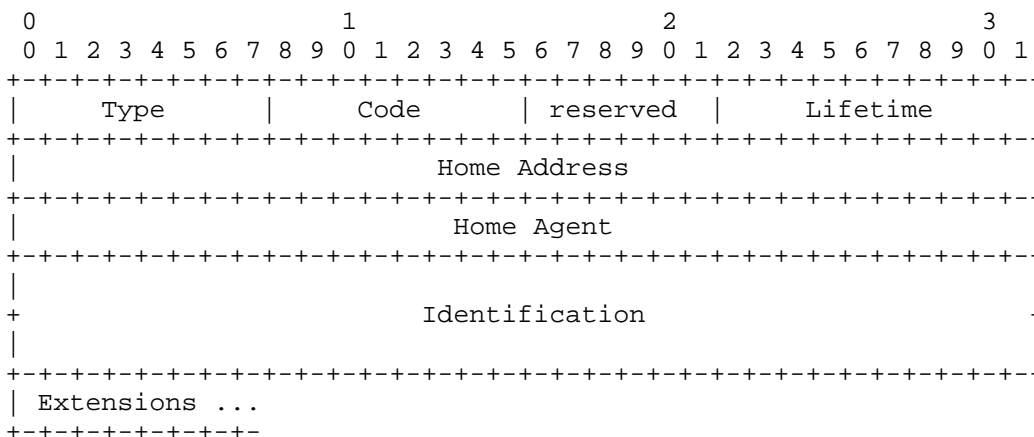 0                   1                   2                   3
 0 1 2 3 4 5 6 7 8 9 0 1 2 3 4 5 6 7 8 9 0 1 2 3 4 5 6 7 8 9 0 1
+-+-+-+-+-+-+-+-+-+-+-+-+-+-+-+-+-+-+-+-+-+-+-+-+-+-+-+-+-+-+-+-
|     Type      |     Code      | reserved  |     Lifetime
+-+-+-+-+-+-+-+-+-+-+-+-+-+-+-+-+-+-+-+-+-+-+-+-+-+-+-+-+-+-+-+-
|                          Home Address
+-+-+-+-+-+-+-+-+-+-+-+-+-+-+-+-+-+-+-+-+-+-+-+-+-+-+-+-+-+-+-+-
|                           Home Agent
+-+-+-+-+-+-+-+-+-+-+-+-+-+-+-+-+-+-+-+-+-+-+-+-+-+-+-+-+-+-+-+-
|
+                         Identification                        -
|
+-+-+-+-+-+-+-+-+-+-+-+-+-+-+-+-+-+-+-+-+-+-+-+-+-+-+-+-+-+-+-+-
| Extensions ...
+-+-+-+-+-+-+-+-